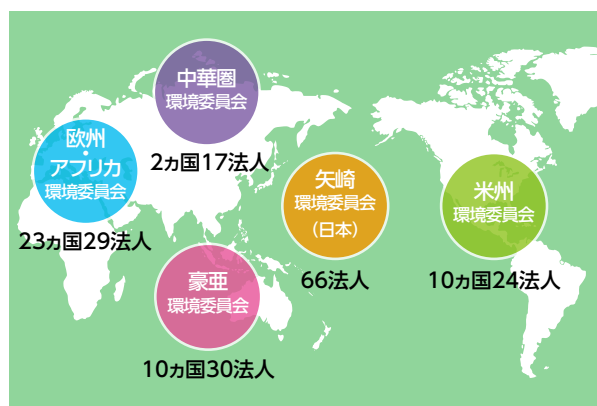 中華圏
環境委員会
2ヵ国17法人
欧州
・
アフリカ
環境委員会
23ヵ国29法人
矢崎
環境委員会
（日本）
66法人
米州
環境委員会
10ヵ国24法人
豪亜
環境委員会
10ヵ国30法人